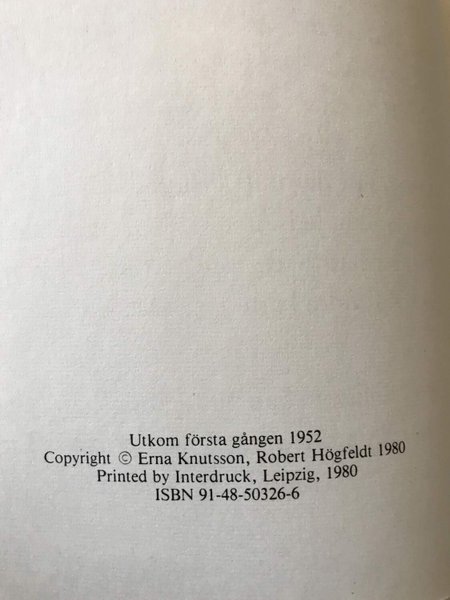 Utkom första gången 1952
Copyright © Erna Knutsson, Robert Högfeldt 1980
Printed by Interdruck, Leipzig, 1980
ISBN 91-48-50326-6